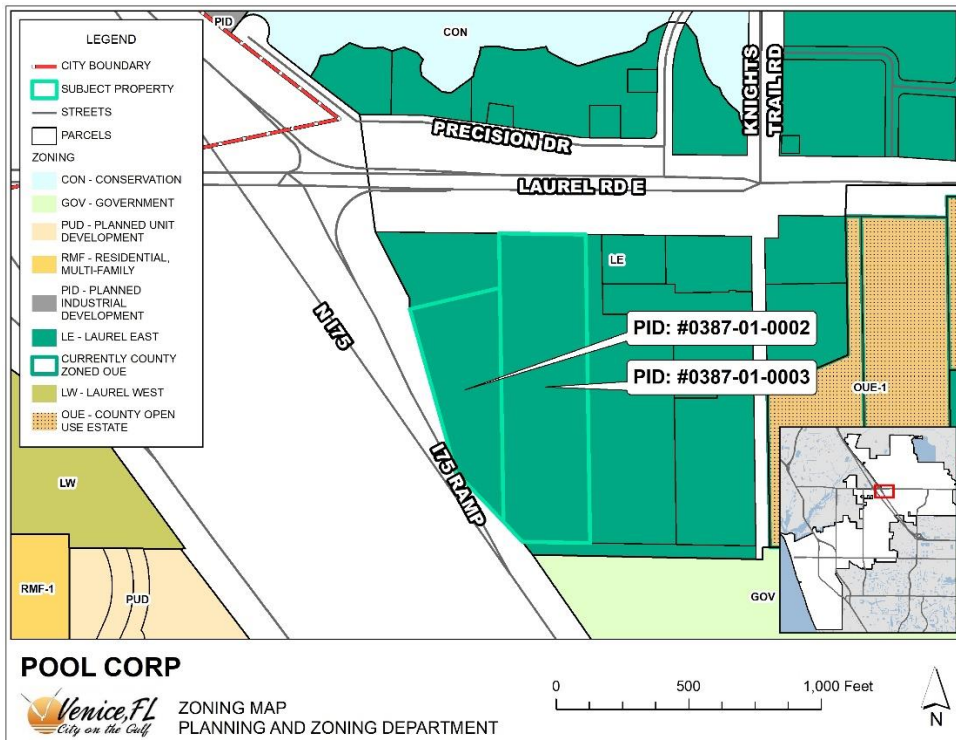 PID
CON
LEGEND
CITY BOUNDARY
SUBJECT PROPERTY
STREETS
PARCELS
ZONING
CON - CONSERVATION
GOV - GOVERNMENT
PUD - PLANNED UNIT
DEVELOPMENT
RMF - RESIDENTIAL,
MULTI-FAMILY
PID - PLANNED
INDUSTRIAL
DEVELOPMENT
LE - LAUREL EAST
CURRENTLY COUNTY
ZONED OUE
LW - LAUREL WEST
OUE - COUNTY OPEN
USE ESTATE
KNIGHTS
TRAIL RD
PRECISION DR
LAUREL RD E
LE
N I75
PID: #0387-01-0002
PID: #0387-01-0003
OUE-1
I75 RAMP
LW
RMF-1
PUD
GOV
POOL CORP
Venice, FL
City on the Gulf
ZONING MAP
PLANNING AND ZONING DEPARTMENT
0 500 1,000 Feet
N